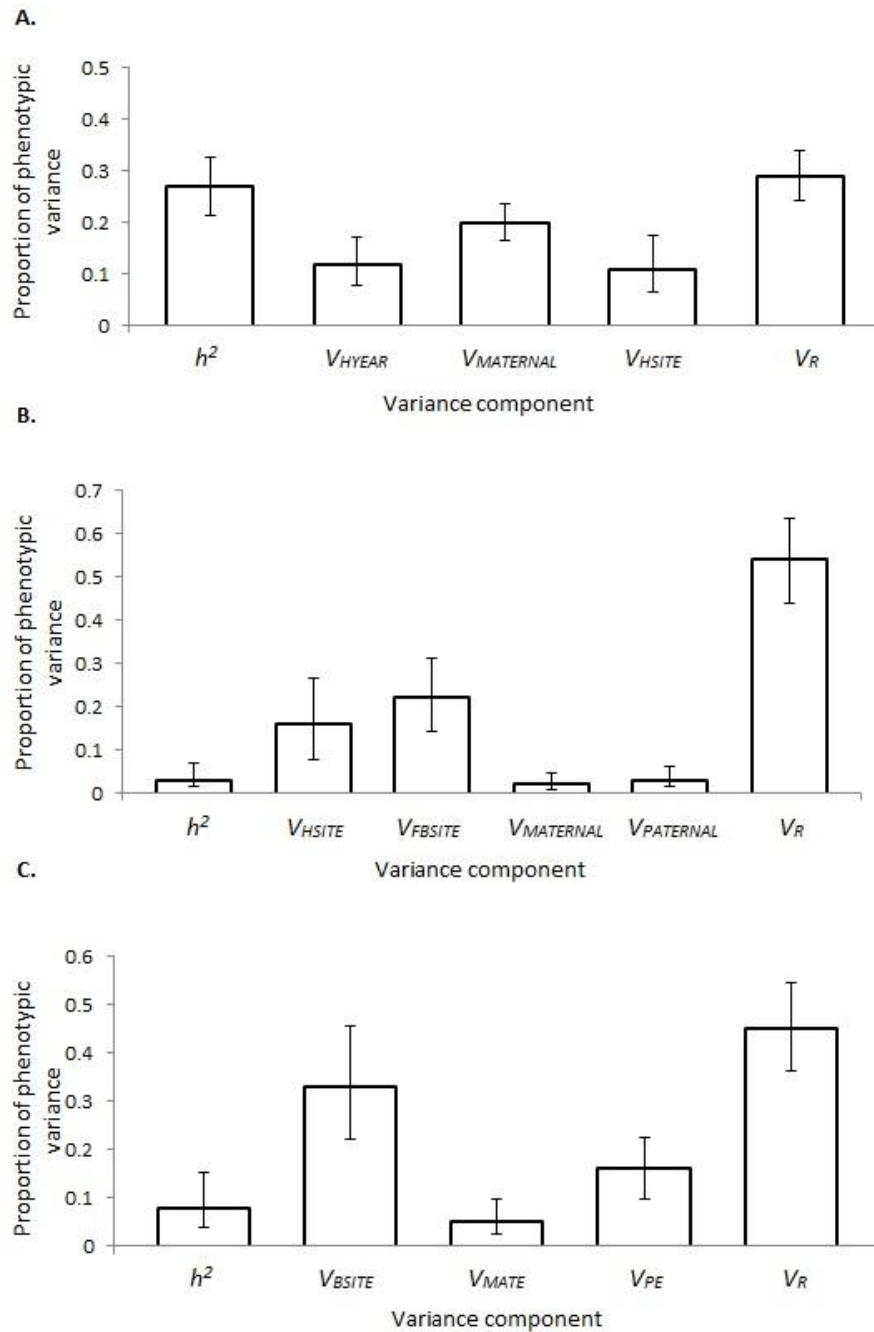 A.
Proportion of phenotypic
variance
0.5
0.4
0.3
0.2
0.1
0
h²
VHYEAR
VMATERNAL
VHSITE
VR
Variance component
B.
Proportion of phenotypic
variance
0.7
0.6
0.5
0.4
0.3
0.2
0.1
0
h²
VHSITE
VFBSITE
VMATERNAL
VPATERNAL
VR
Variance component
C.
Proportion of phenotypic
variance
0.6
0.5
0.4
0.3
0.2
0.1
0
h²
VBSITE
VMATE
VPE
VR
Variance component